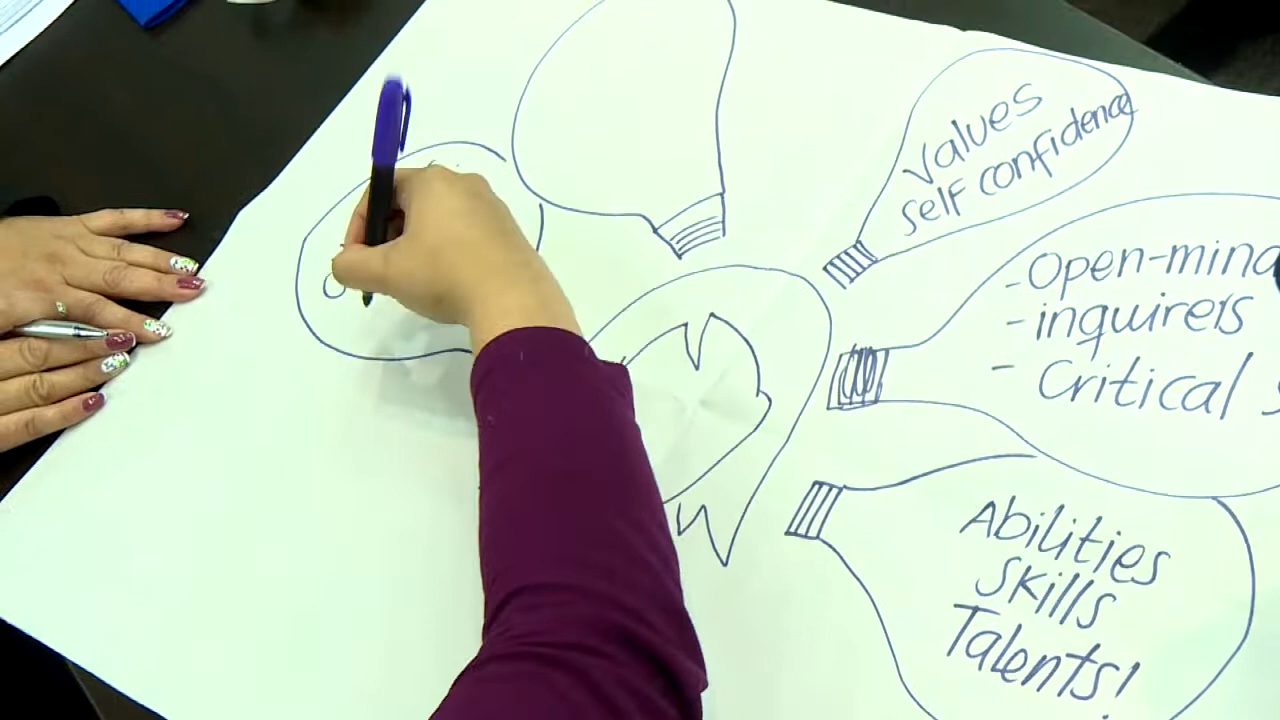 Values
self confidence
- Open-mind
- inquirers
- Critical
Abilities
Skills
Talents!